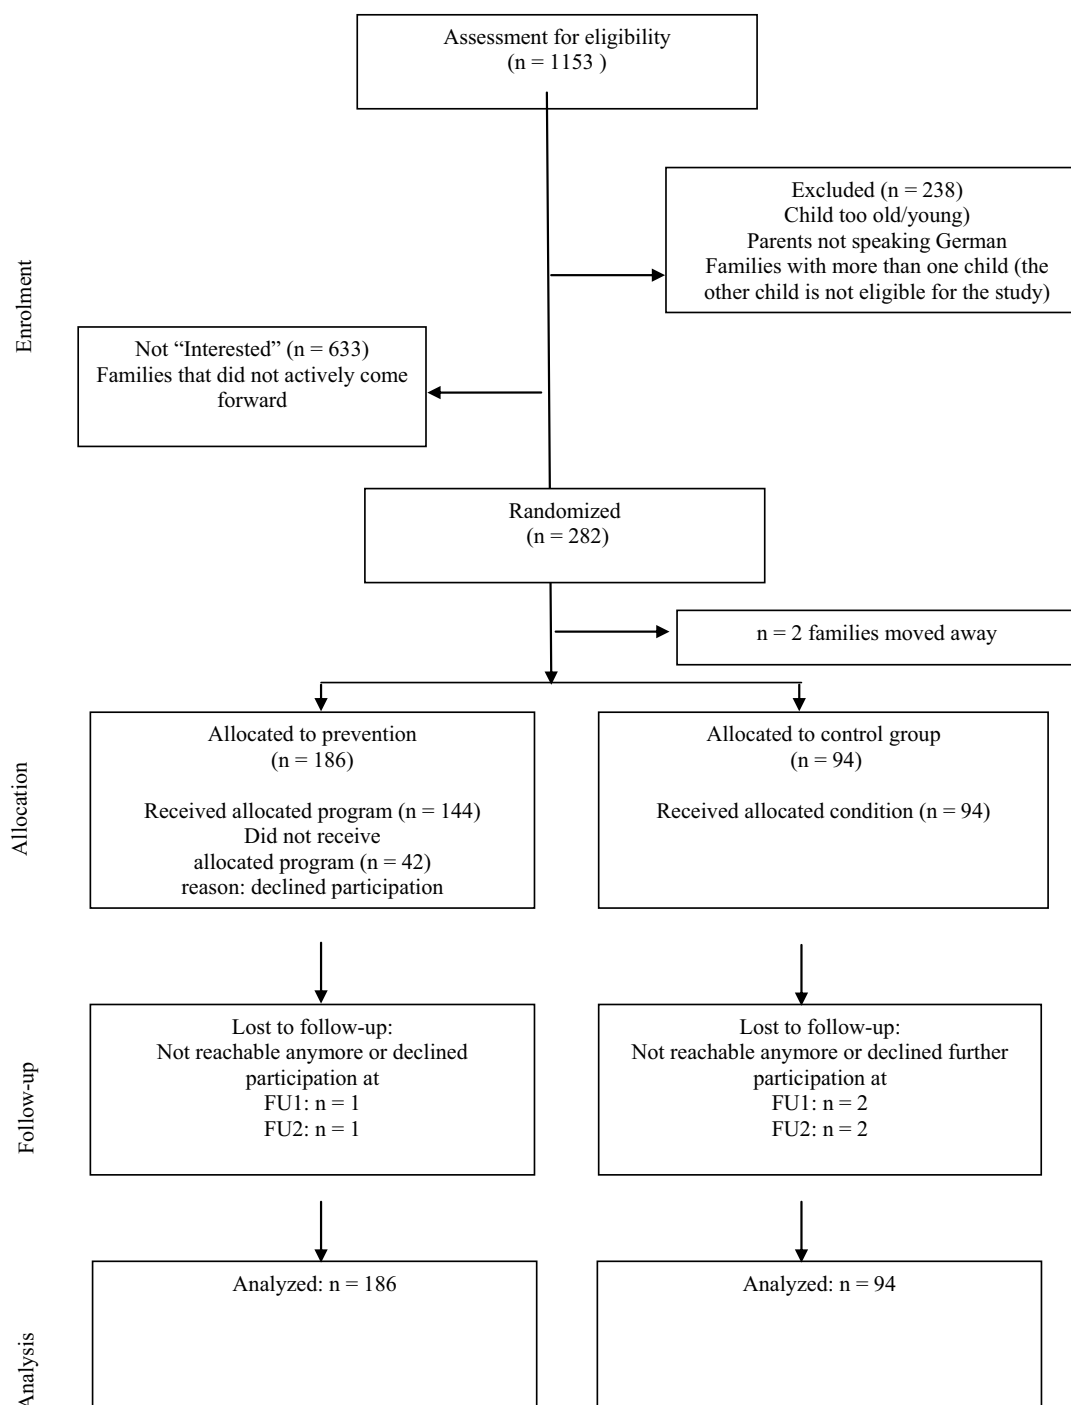 Assessment for eligibility
(n = 1153 )
Excluded (n = 238)
Child too old/young)
Parents not speaking German
Families with more than one child (the
other child is not eligible for the study)
Enrolment
Not “Interested” (n = 633)
Families that did not actively come
forward
Randomized
(n = 282)
n = 2 families moved away
Allocation
Allocated to prevention
(n = 186)
Received allocated program (n = 144)
Did not receive
allocated program (n = 42)
reason: declined participation
Allocated to control group
(n = 94)
Received allocated condition (n = 94)
Follow-up
Lost to follow-up:
Not reachable anymore or declined
participation at
FU1: n = 1
FU2: n = 1
Lost to follow-up:
Not reachable anymore or declined further
participation at
FU1: n = 2
FU2: n = 2
Analysis
Analyzed: n = 186
Analyzed: n = 94